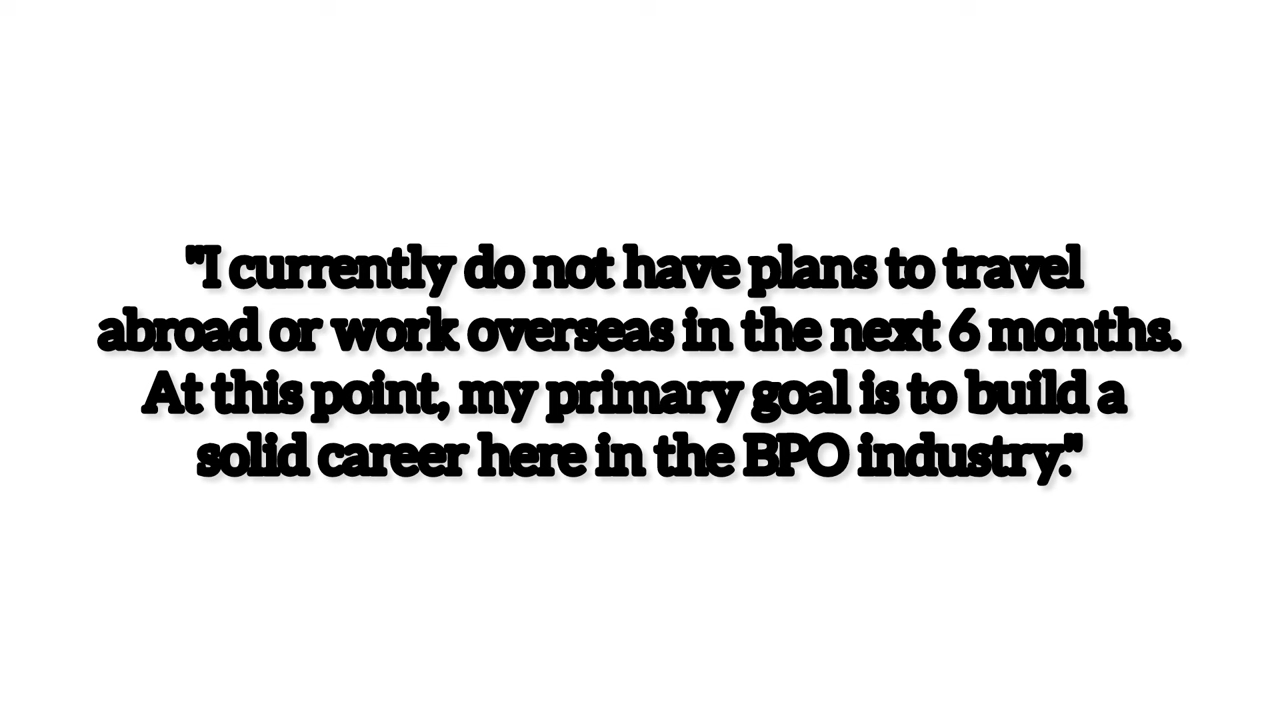 "I currently do not have plans to travel
abroad or work overseas in the next 6 months.
At this point, my primary goal is to build a
solid career here in the BPO industry."